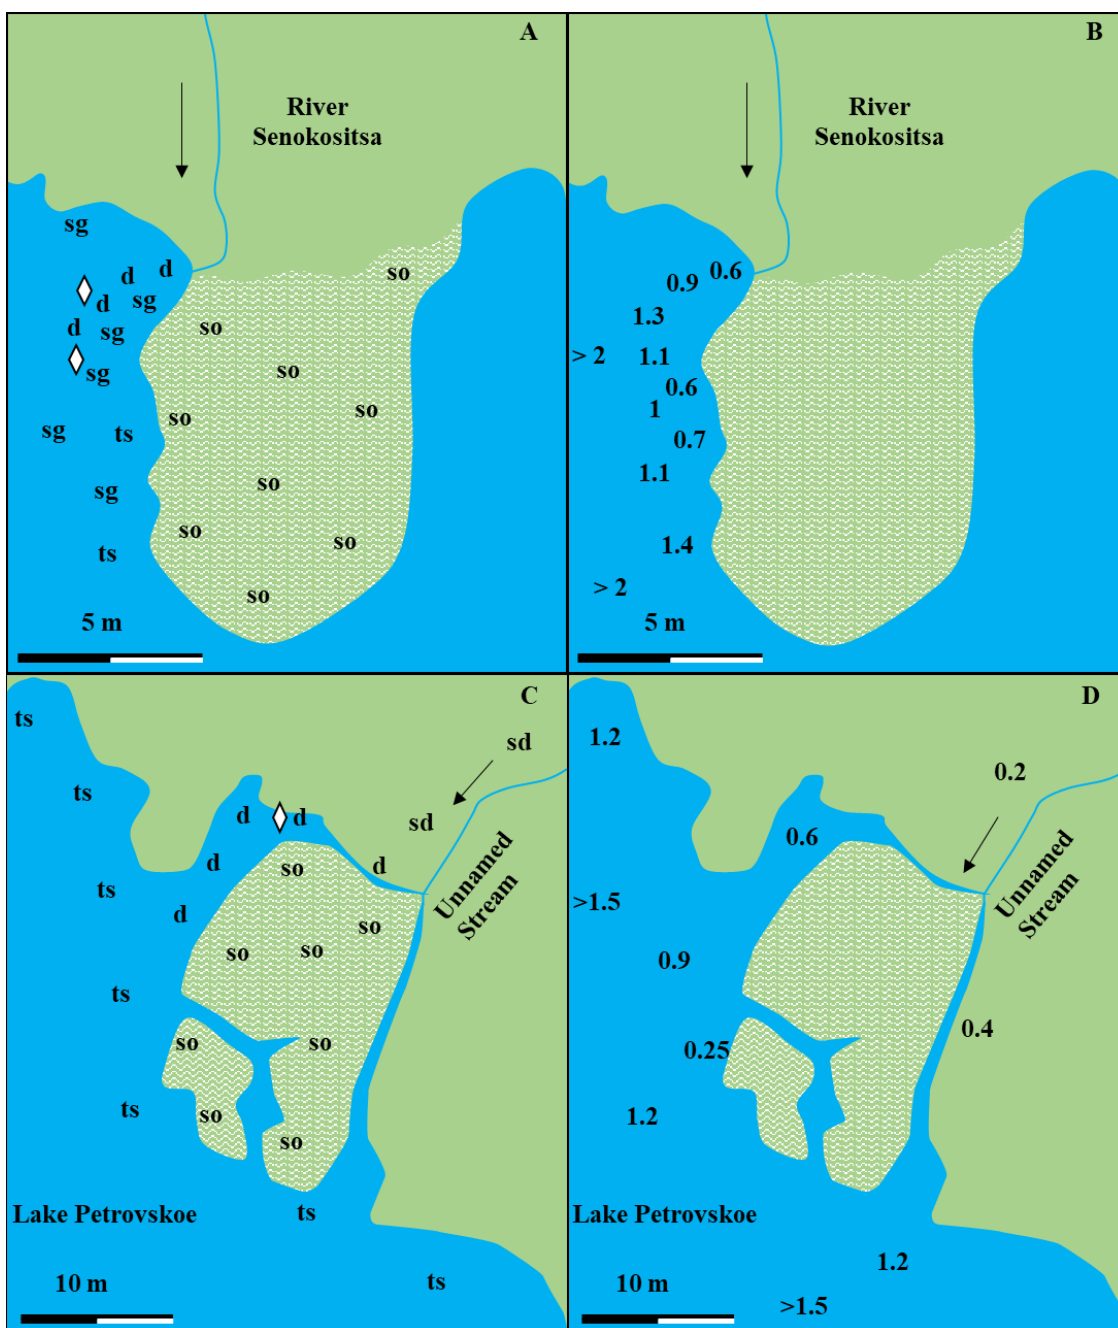 A
River
Senokositsa
sg
d
d
so
d
sg
so
d
sg
sg
so
so
so
sg
ts
so
sg
so
so
ts
so
5 m
B
River
Senokositsa
0.6
0.9
1.3
> 2
1.1
0.6
1
0.7
1.1
1.4
> 2
5 m
C
ts
sd
ts
d
d
sd
d
d
so
ts
d
so
so
so
Unnamed
Stream
ts
so
so
ts
so
so
Lake Petrovskoe
ts
10 m
ts
D
1.2
0.2
0.6
>1.5
Unnamed
Stream
0.9
0.4
0.25
1.2
Lake Petrovskoe
1.2
10 m
>1.5